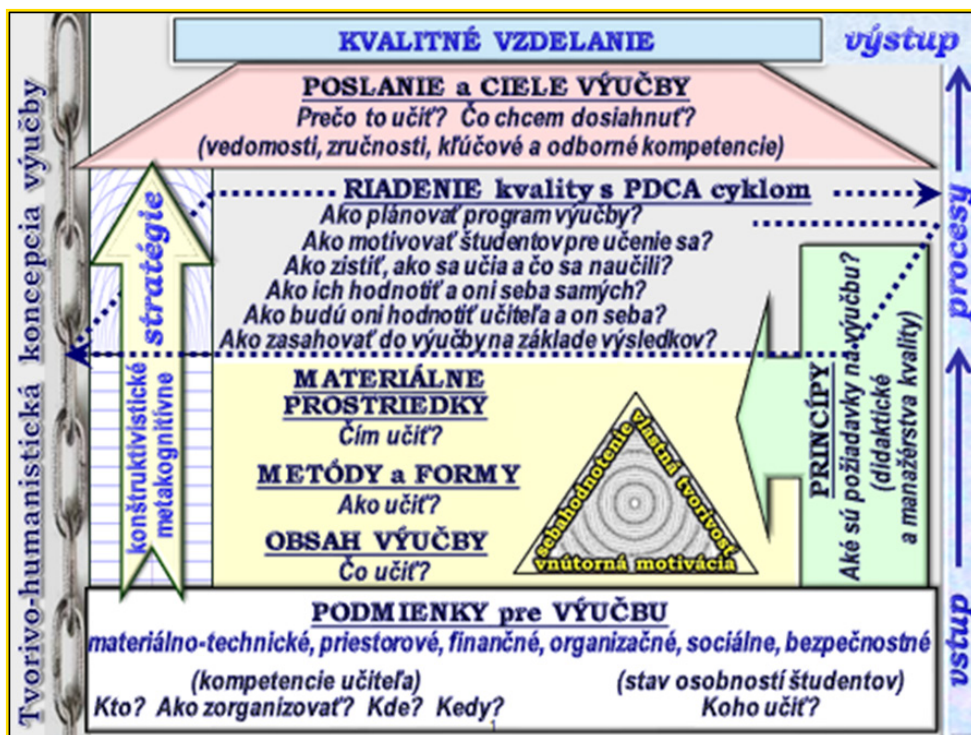 KVALITNÉ VZDELANIE
výstup
POSLANIE a CIELE VÝUČBY
Prečo to učiť? Čo chcem dosiahnuť?
(vedomosti, zručnosti, kľúčové a odborné kompetencie)
Tvorivo-humanistická koncepcia výučby
stratégie
konštruktivistické
metakognitívne
RIADENIE kvality s PDCA cyklom
Ako plánovať program výučby?
Ako motivovať študentov pre učenie sa?
Ako zistiť, ako sa učia a čo sa naučili?
Ako ich hodnotiť a oni seba samých?
Ako budú oni hodnotiť učiteľa a on seba?
Ako zasahovať do výučby na základe výsledkov?
procesy
MATERIÁLNE
PROSTRIEDKY
Čím učiť?
METÓDY a FORMY
Ako učiť?
OBSAH VÝUČBY
Čo učiť?
sebahodnotenie
vlastná tvorivosť
vnútorná motivácia
PRINCÍPY
Aké sú požiadavky na výučbu?
(didaktické
a manažérstva kvality)
vstup
PODMIENKY pre VÝUČBU
materiálno-technické, priestorové, finančné, organizačné, sociálne, bezpečnostné
(kompetencie učiteľa) (stav osobností študentov)
Kto? Ako zorganizovať? Kde? Kedy? Koho učiť?
1